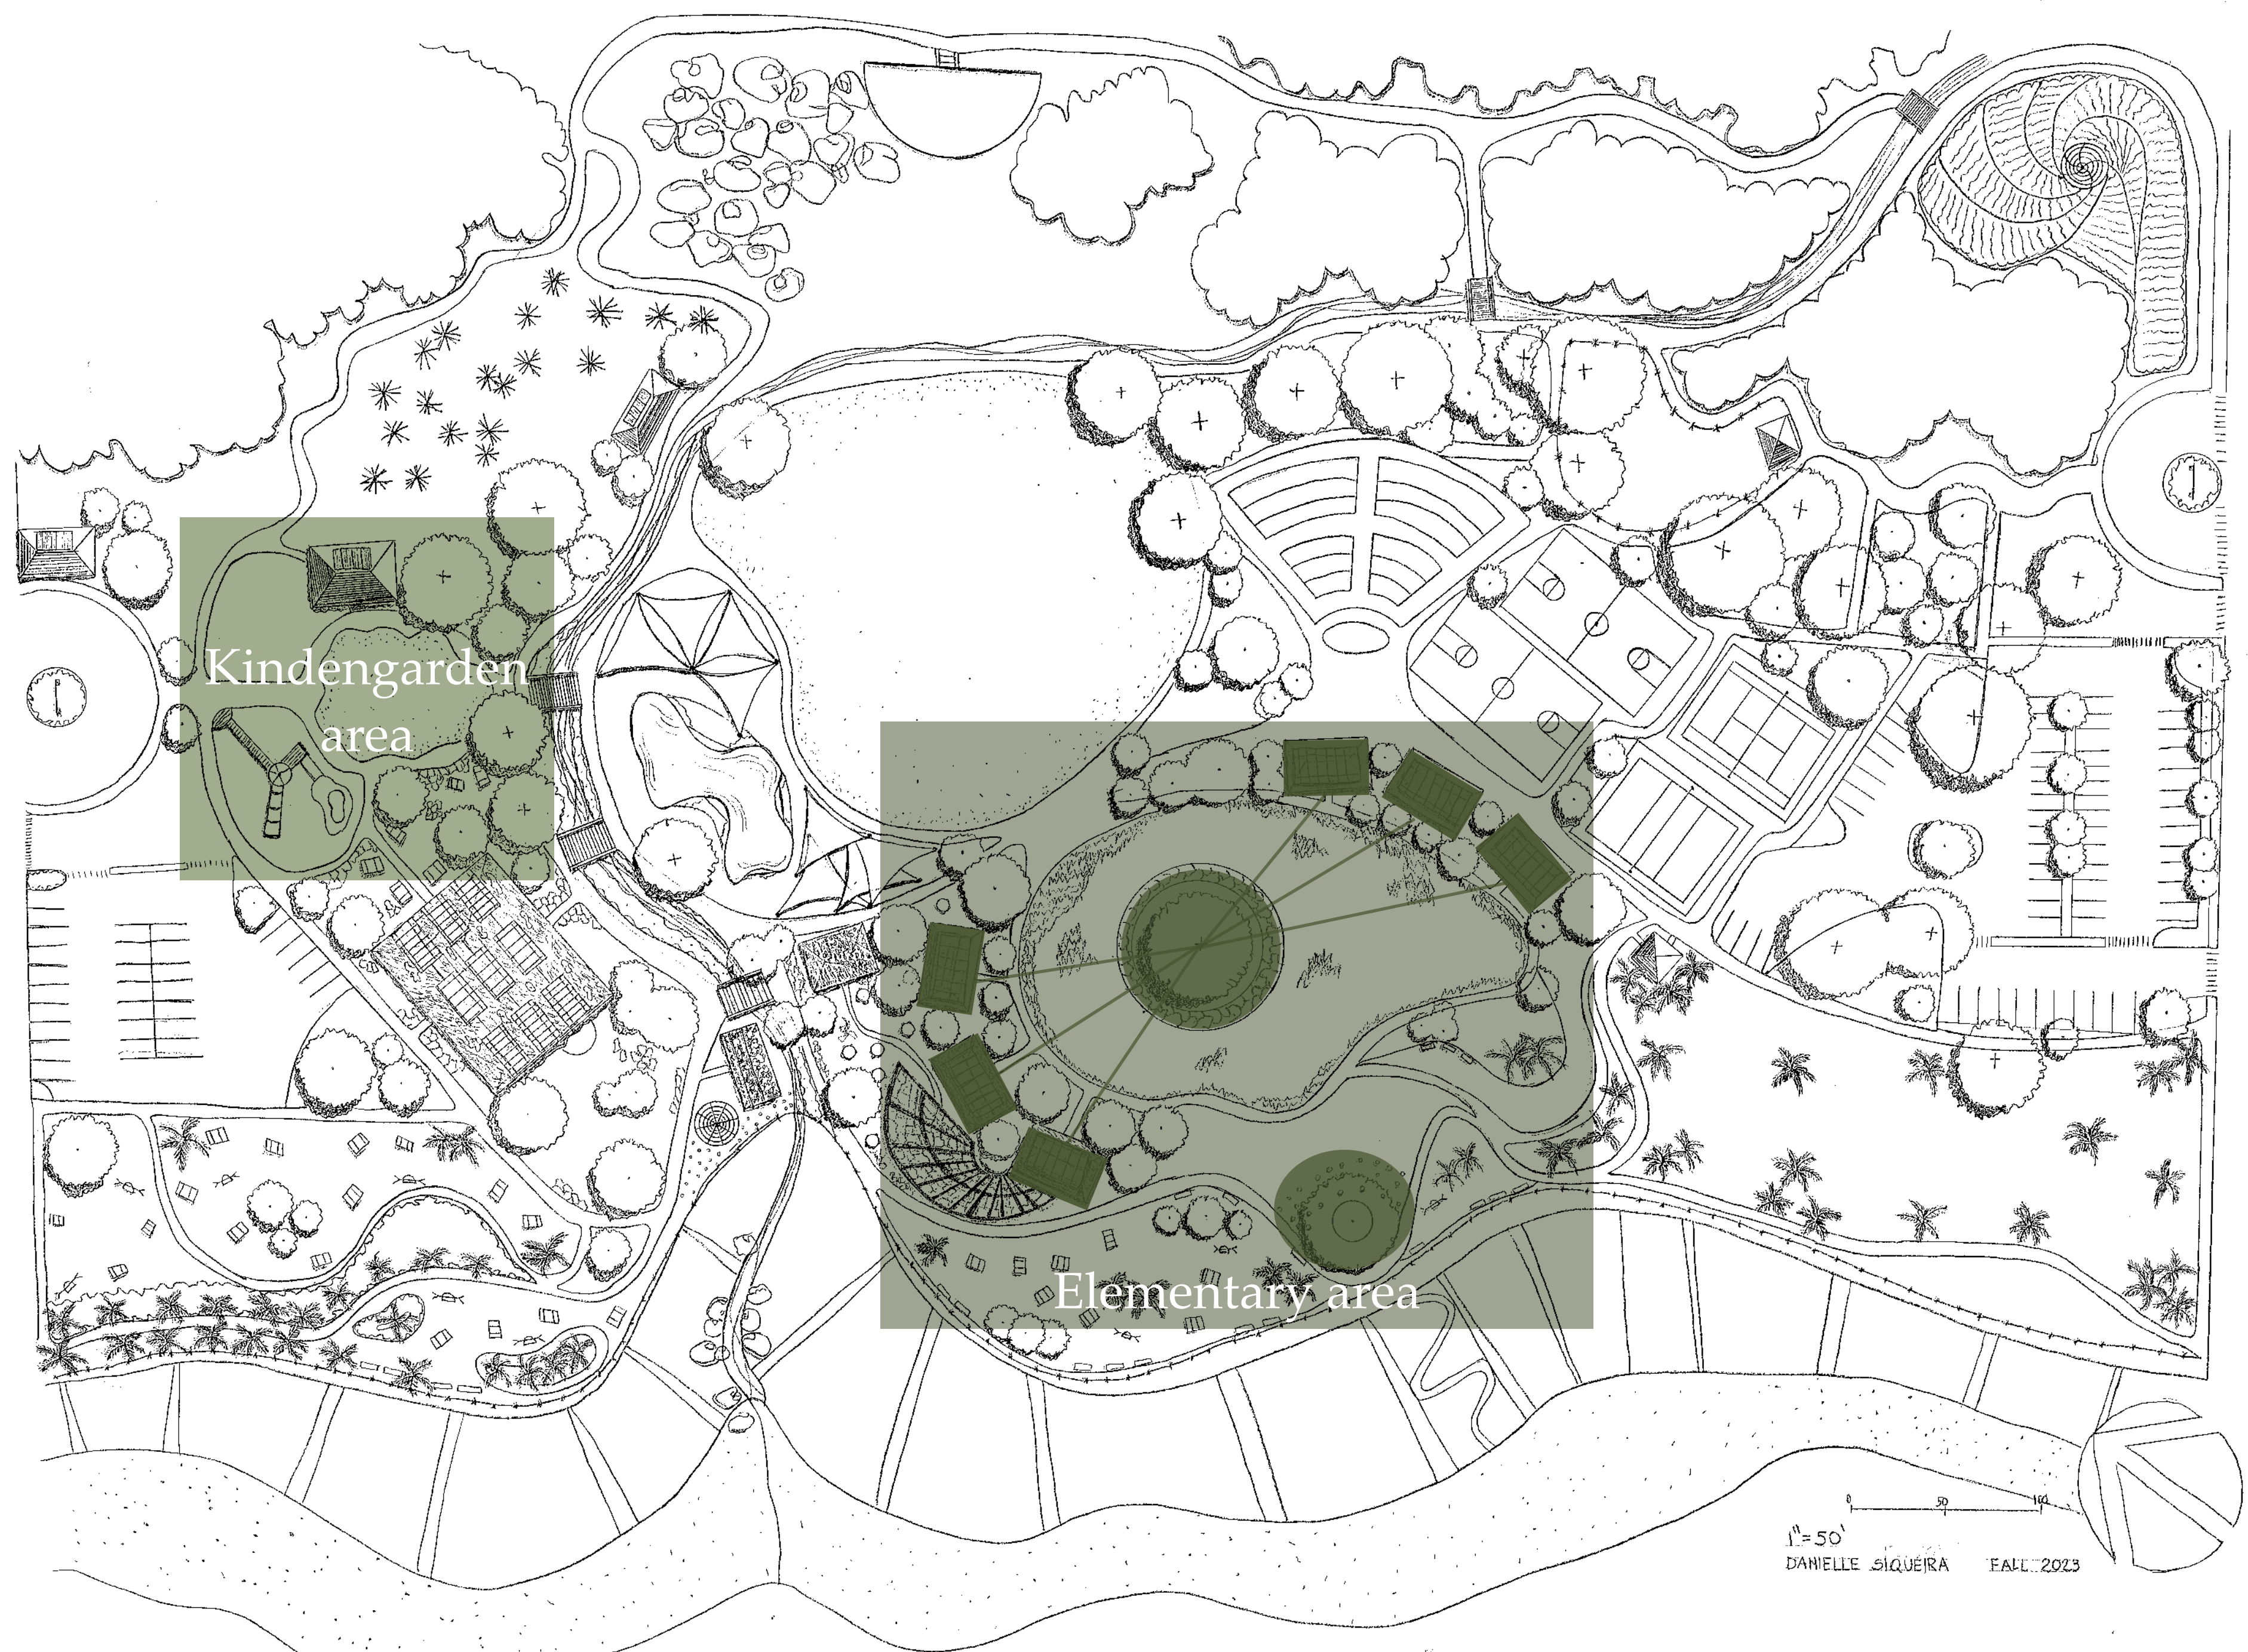 Kindengarden
area
Elementary area
0 50 100
1"=50'
DANIELLE SIQUEIRA FALL 2023